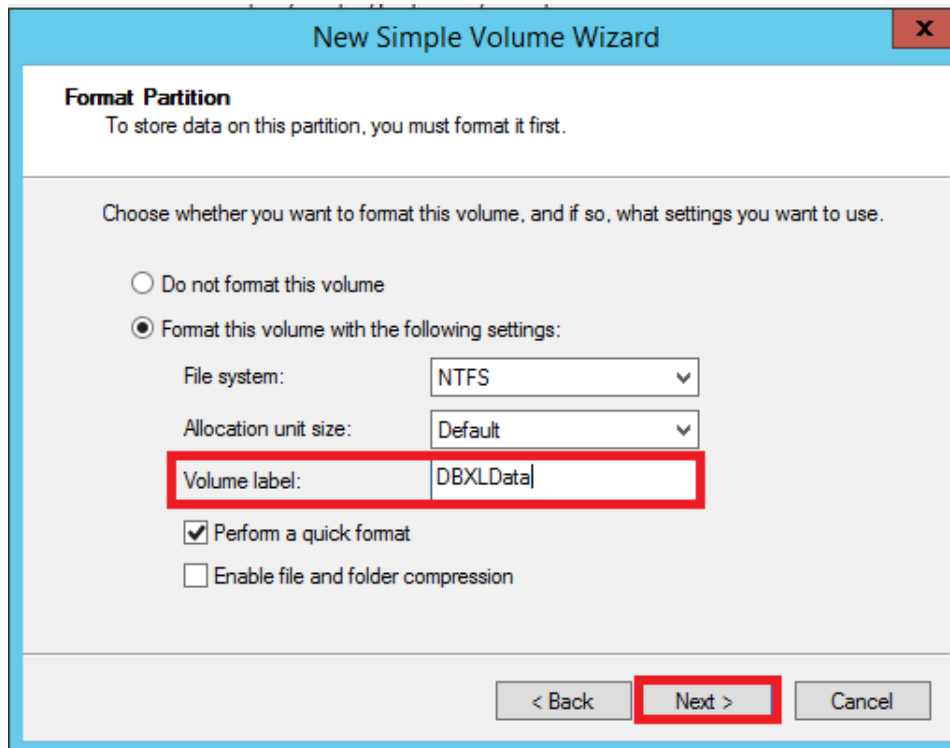 New Simple Volume Wizard
x
Format Partition
To store data on this partition, you must format it first.
Choose whether you want to format this volume, and if so, what settings you want to use.
Do not format this volume
Format this volume with the following settings:
File system: NTFS
Allocation unit size: Default
Volume label: DBXLData
Perform a quick format
Enable file and folder compression
< Back Next > Cancel